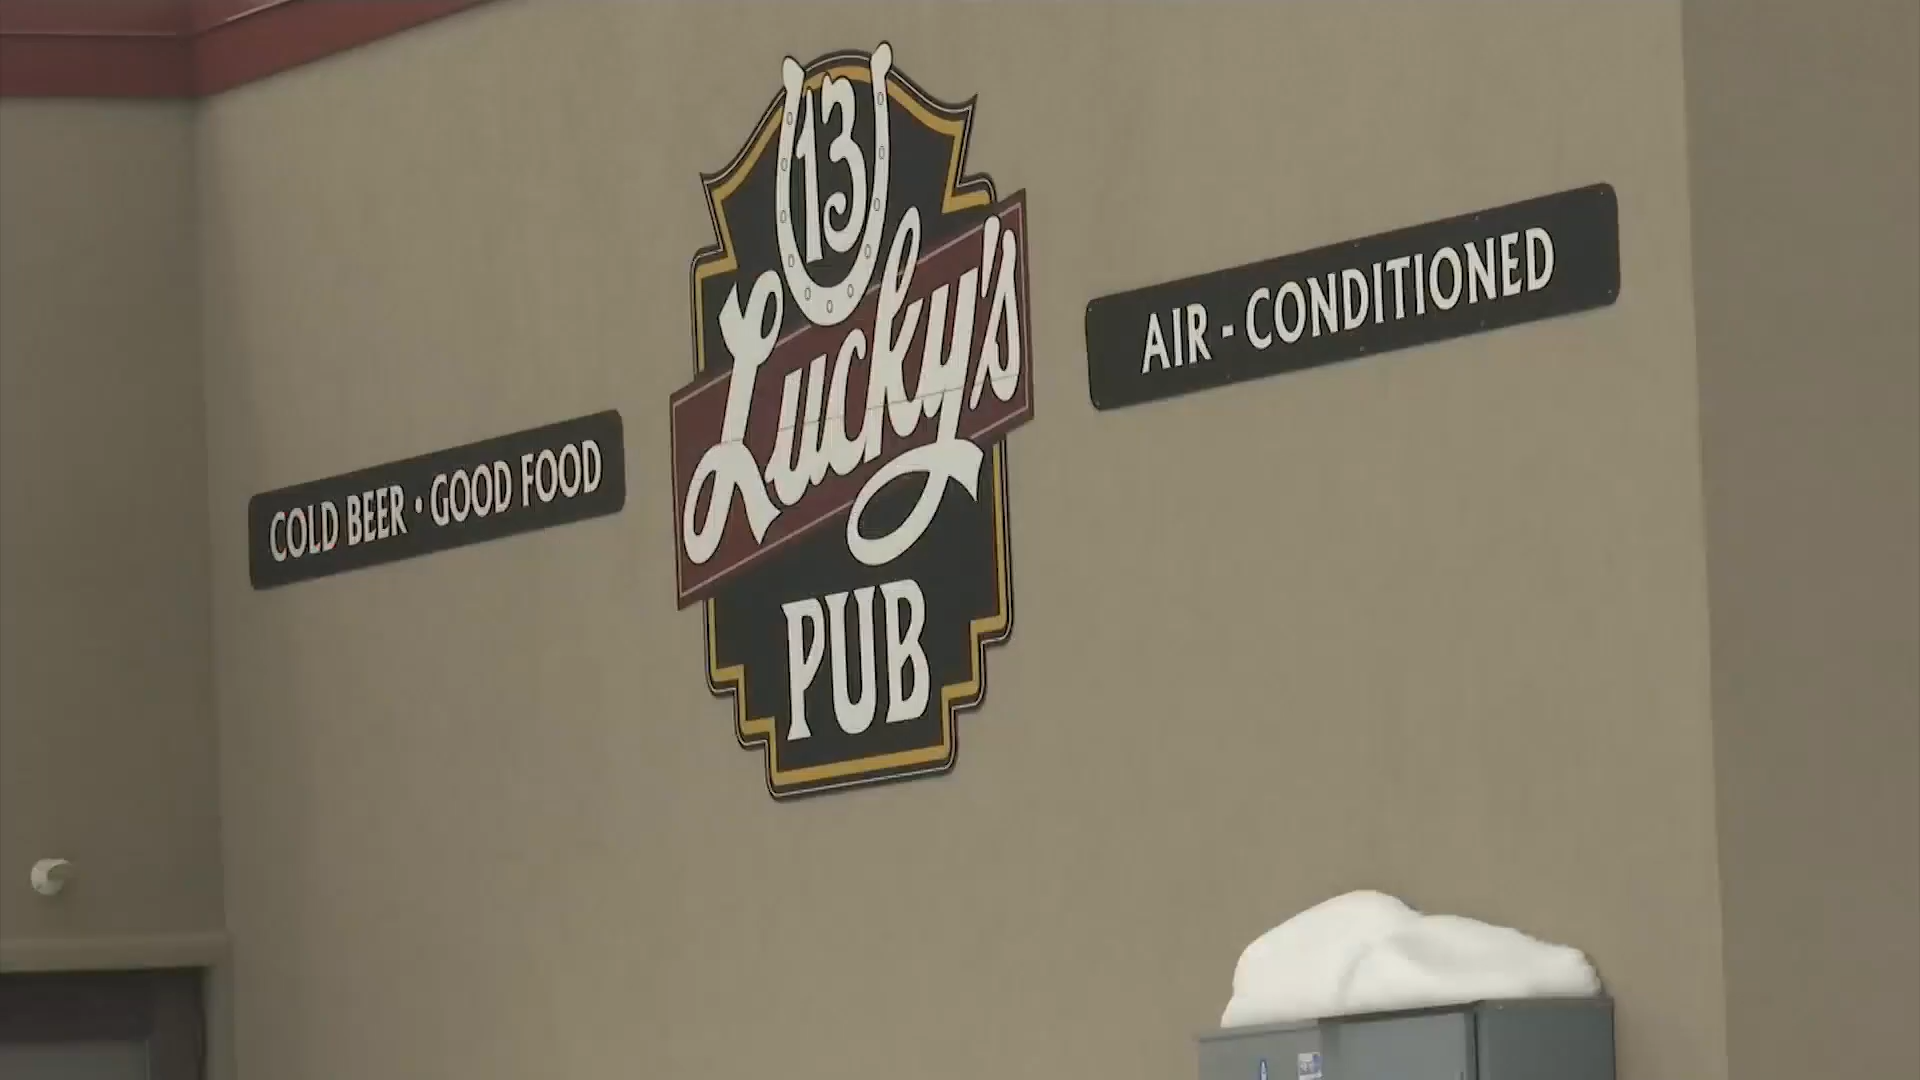 13
Lucky's
PUB
COLD BEER • GOOD FOOD
AIR - CONDITIONED